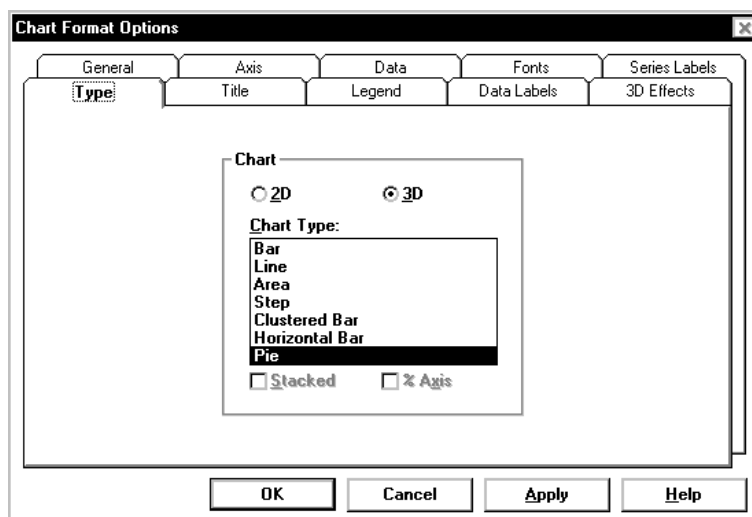 Chart Format Options
General Axis Data Fonts Series Labels
Type Title Legend Data Labels 3D Effects
Chart
2D 3D
Chart Type:
Bar
Line
Area
Step
Clustered Bar
Horizontal Bar
Pie
Stacked % Axis
OK Cancel Apply Help